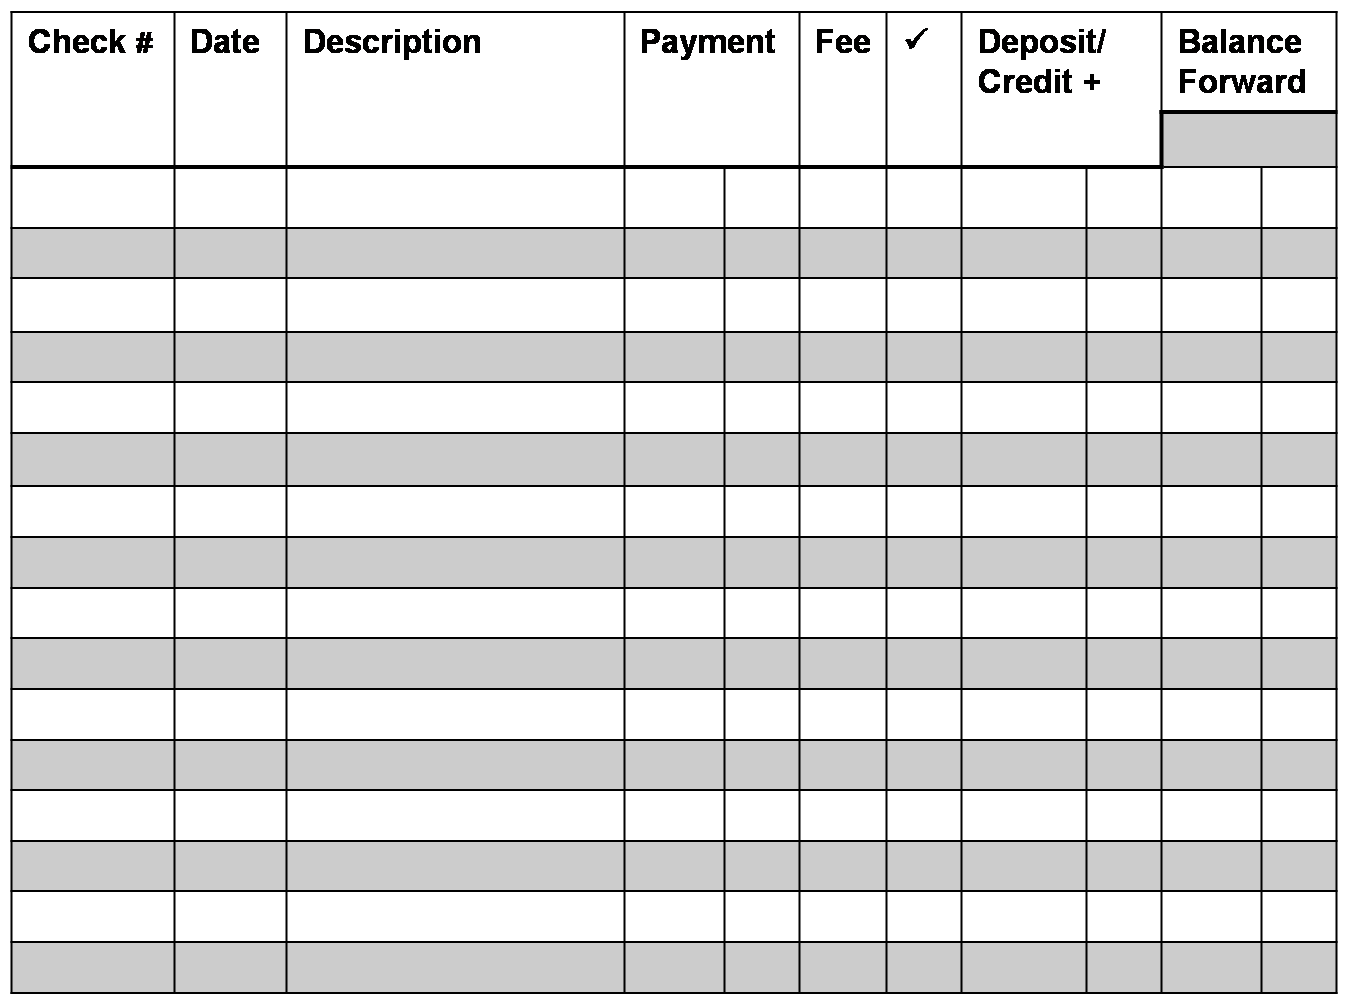 Check #
Date
Description
Payment
Fee
✓
Deposit/
Credit +
Balance
Forward